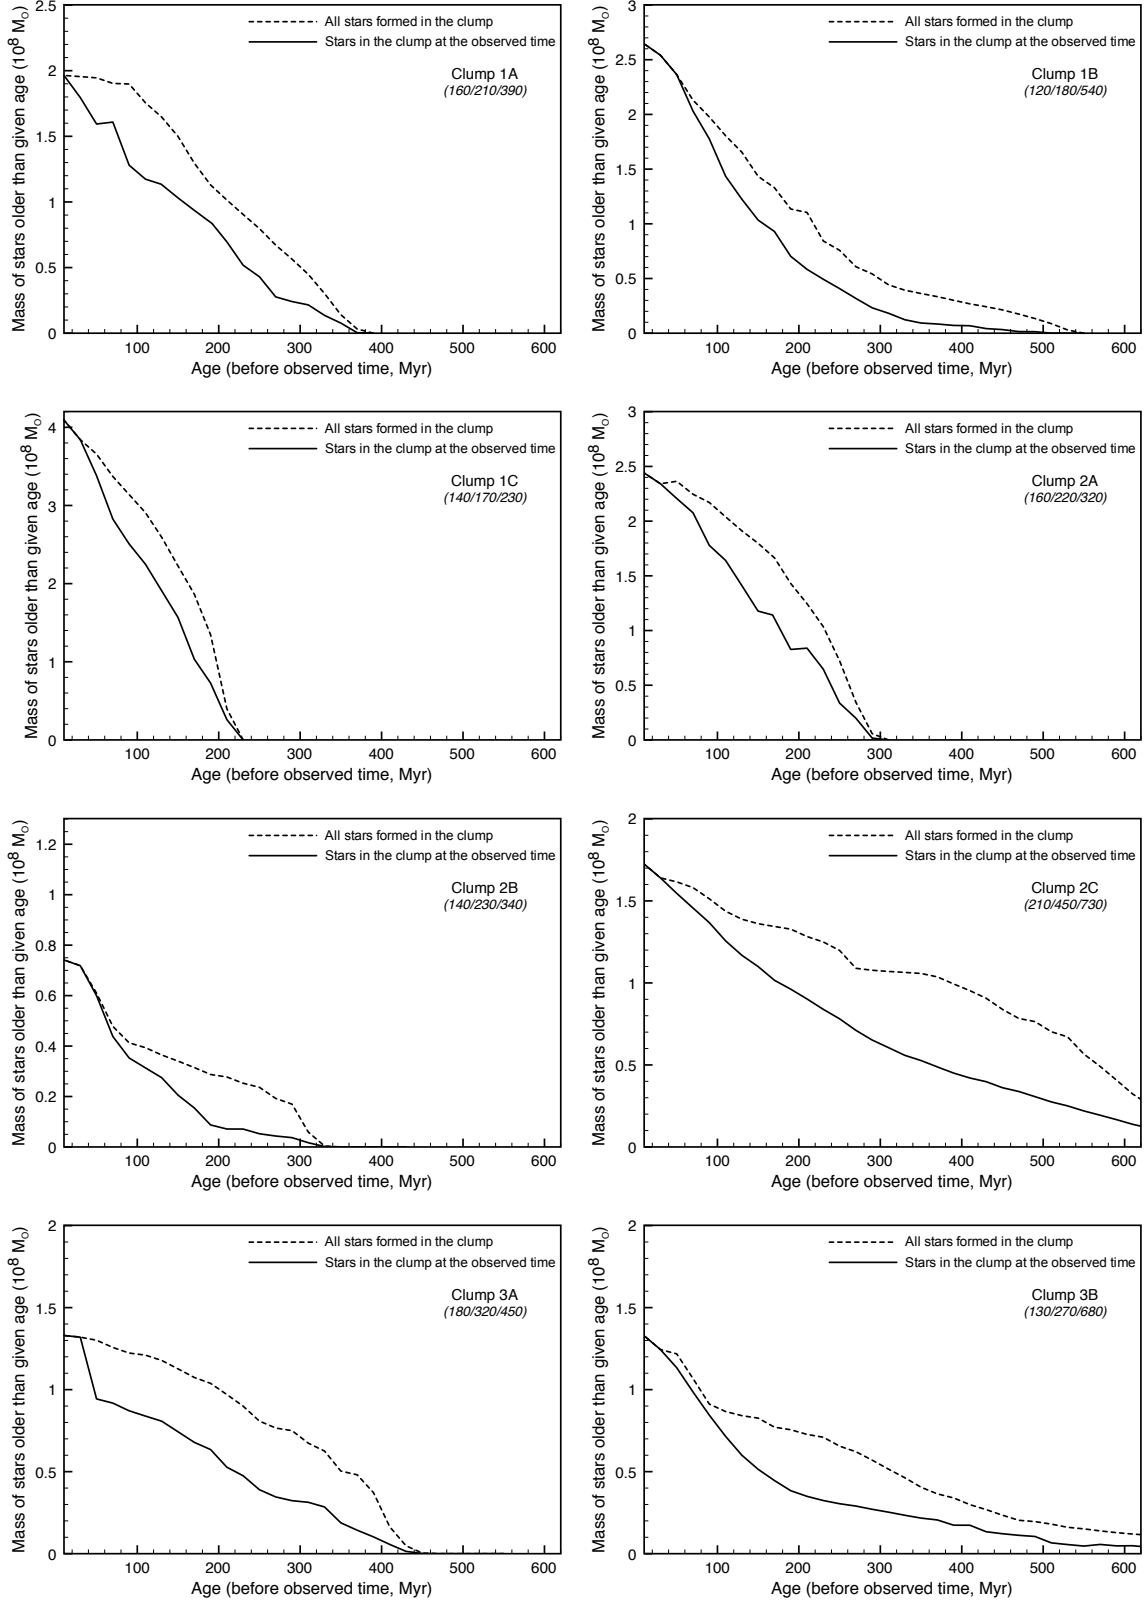 Mass of stars older than given age (10⁸ M⊙)
2.5
2
1.5
1
0.5
0
All stars formed in the clump
Stars in the clump at the observed time
Clump 1A
(160/210/390)
100 200 300 400 500 600
Age (before observed time, Myr)
Mass of stars older than given age (10⁸ M⊙)
3
2.5
2
1.5
1
0.5
0
All stars formed in the clump
Stars in the clump at the observed time
Clump 1B
(120/180/540)
100 200 300 400 500 600
Age (before observed time, Myr)
Mass of stars older than given age (10⁸ M⊙)
4
3
2
1
0
All stars formed in the clump
Stars in the clump at the observed time
Clump 1C
(140/170/230)
100 200 300 400 500 600
Age (before observed time, Myr)
Mass of stars older than given age (10⁸ M⊙)
3
2.5
2
1.5
1
0.5
0
All stars formed in the clump
Stars in the clump at the observed time
Clump 2A
(160/220/320)
100 200 300 400 500 600
Age (before observed time, Myr)
Mass of stars older than given age (10⁸ M⊙)
1.2
1
0.8
0.6
0.4
0.2
0
All stars formed in the clump
Stars in the clump at the observed time
Clump 2B
(140/230/340)
100 200 300 400 500 600
Age (before observed time, Myr)
Mass of stars older than given age (10⁸ M⊙)
2
1.5
1
0.5
0
All stars formed in the clump
Stars in the clump at the observed time
Clump 2C
(210/450/730)
100 200 300 400 500 600
Age (before observed time, Myr)
Mass of stars older than given age (10⁸ M⊙)
2
1.5
1
0.5
0
All stars formed in the clump
Stars in the clump at the observed time
Clump 3A
(180/320/450)
100 200 300 400 500 600
Age (before observed time, Myr)
Mass of stars older than given age (10⁸ M⊙)
2
1.5
1
0.5
0
All stars formed in the clump
Stars in the clump at the observed time
Clump 3B
(130/270/680)
100 200 300 400 500 600
Age (before observed time, Myr)